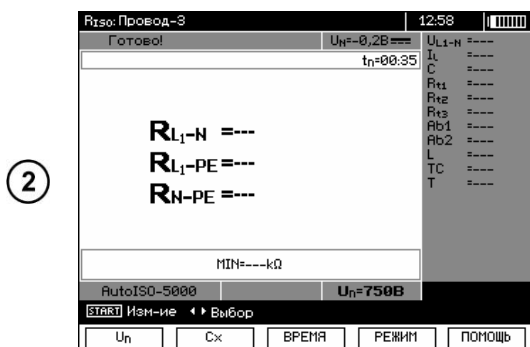 RISO: Провод-3 12:58
Готово! UN=-0,2В
tn=00:35
RL1-N =---
RL1-PE=---
RN-PE =---
MIN=---kΩ
AutoISO-5000 Un=750В
START Изм-ие Выбор
Un Cx ВРЕМЯ РЕЖИМ ПОМОЩЬ
UL1-N =---
IL =---
C =---
Rt1 =---
Rt2 =---
Rt3 =---
Ab1 =---
Ab2 =---
L =---
TC =---
T =---
2